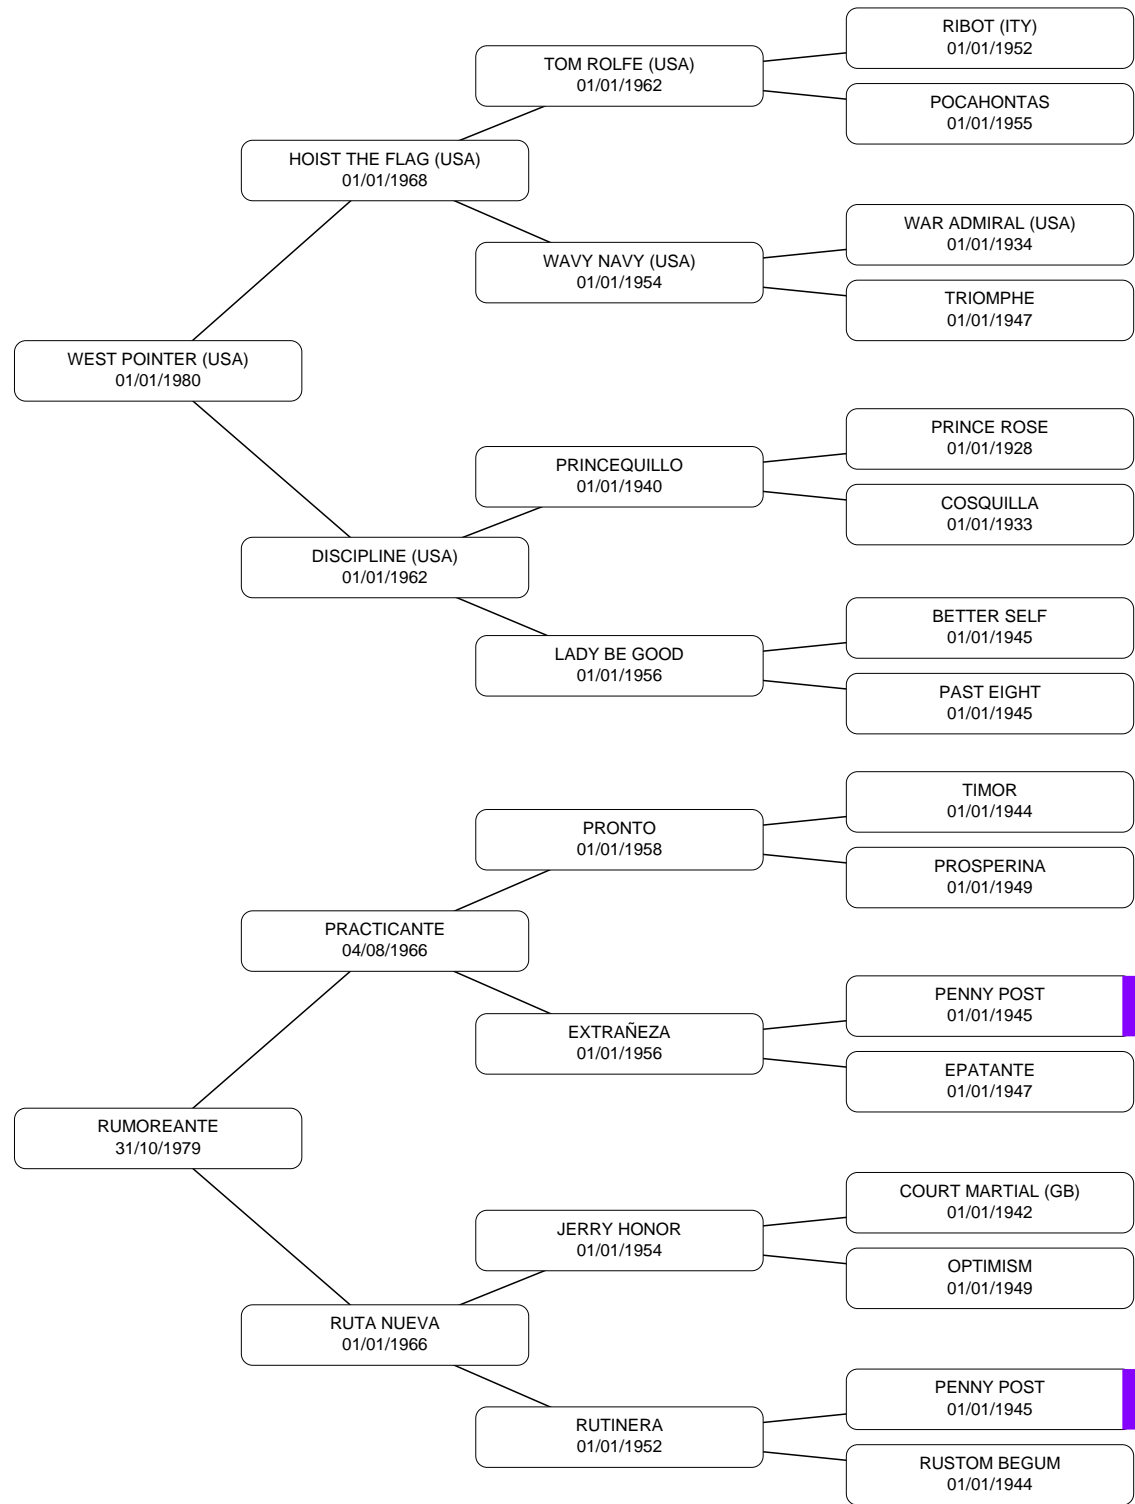 RIBOT (ITY)
01/01/1952
TOM ROLFE (USA)
01/01/1962
POCAHONTAS
01/01/1955
HOIST THE FLAG (USA)
01/01/1968
WAR ADMIRAL (USA)
01/01/1934
WAVY NAVY (USA)
01/01/1954
TRIOMPHE
01/01/1947
WEST POINTER (USA)
01/01/1980
PRINCE ROSE
01/01/1928
PRINCEQUILLO
01/01/1940
COSQUILLA
01/01/1933
DISCIPLINE (USA)
01/01/1962
BETTER SELF
01/01/1945
LADY BE GOOD
01/01/1956
PAST EIGHT
01/01/1945
TIMOR
01/01/1944
PRONTO
01/01/1958
PROSPERINA
01/01/1949
PRACTICANTE
04/08/1966
PENNY POST
01/01/1945
EXTRAÑEZA
01/01/1956
EPATANTE
01/01/1947
RUMOREANTE
31/10/1979
COURT MARTIAL (GB)
01/01/1942
JERRY HONOR
01/01/1954
OPTIMISM
01/01/1949
RUTA NUEVA
01/01/1966
PENNY POST
01/01/1945
RUTINERA
01/01/1952
RUSTOM BEGUM
01/01/1944